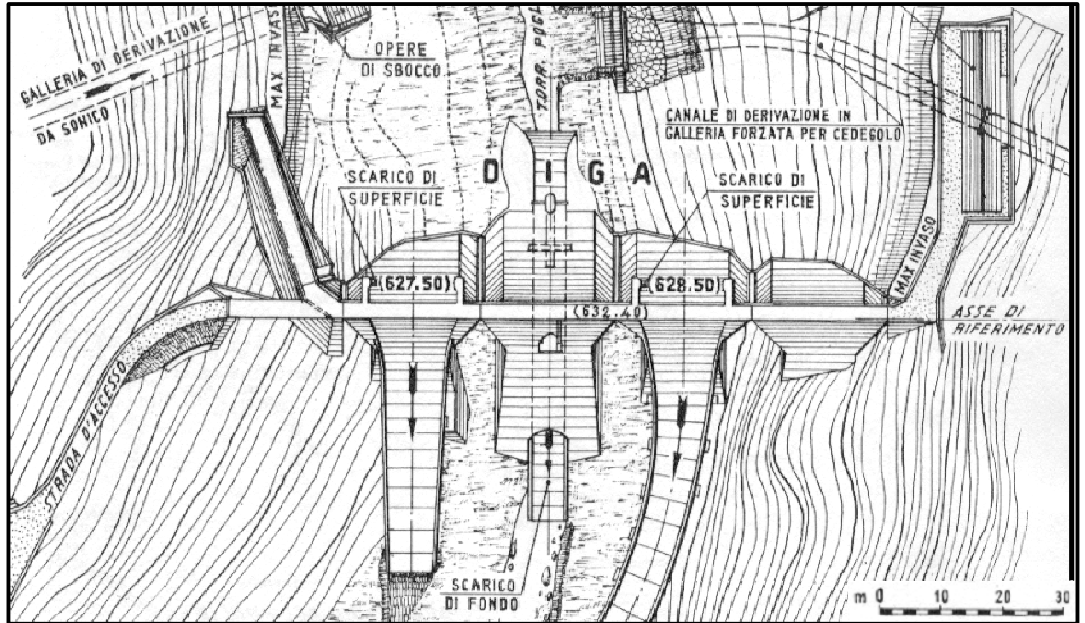 GALLERIA DI DERIVAZIONE
DA SONICO
MAX INVASO
OPERE
DI SBOCCO
TORR. POGL
CANALE DI DERIVAZIONE IN
GALLERIA FORZATA PER CEDEGOLO
SCARICO DI
SUPERFICIE
DIGA
SCARICO DI
SUPERFICIE
MAX INVASO
(627.50)
(628.50)
(632.40)
ASSE DI
RIFERIMENTO
STRADA D'ACCESSO
SCARICO
DI FONDO
m 0 10 20 30